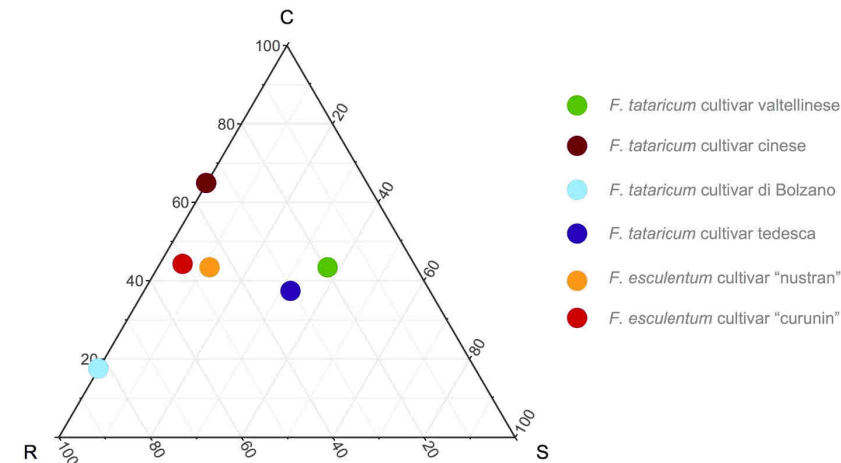 C
100
80
60
40
20
20
40
60
80
100
R
100
80
60
40
20
S
F. tataricum cultivar valtellinese
F. tataricum cultivar cinese
F. tataricum cultivar di Bolzano
F. tataricum cultivar tedesca
F. esculentum cultivar “nustran”
F. esculentum cultivar “curunin”